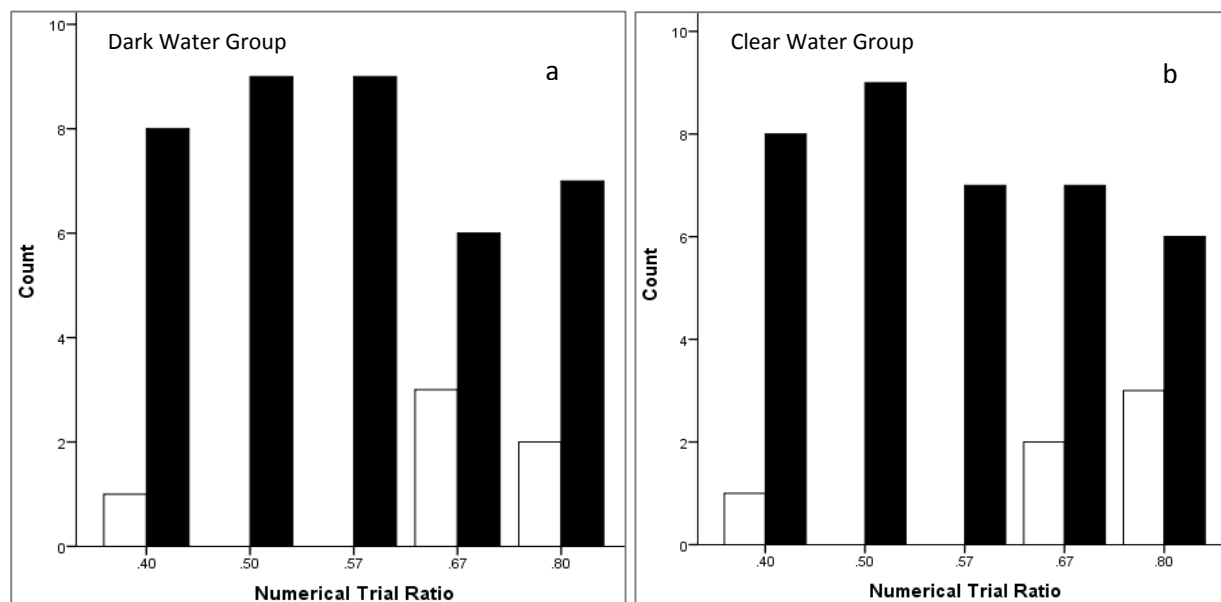 Dark Water Group
a
10
8
6
4
2
0
Count
.40 .50 .57 .67 .80
Numerical Trial Ratio
Clear Water Group
b
10
8
6
4
2
0
Count
.40 .50 .57 .67 .80
Numerical Trial Ratio